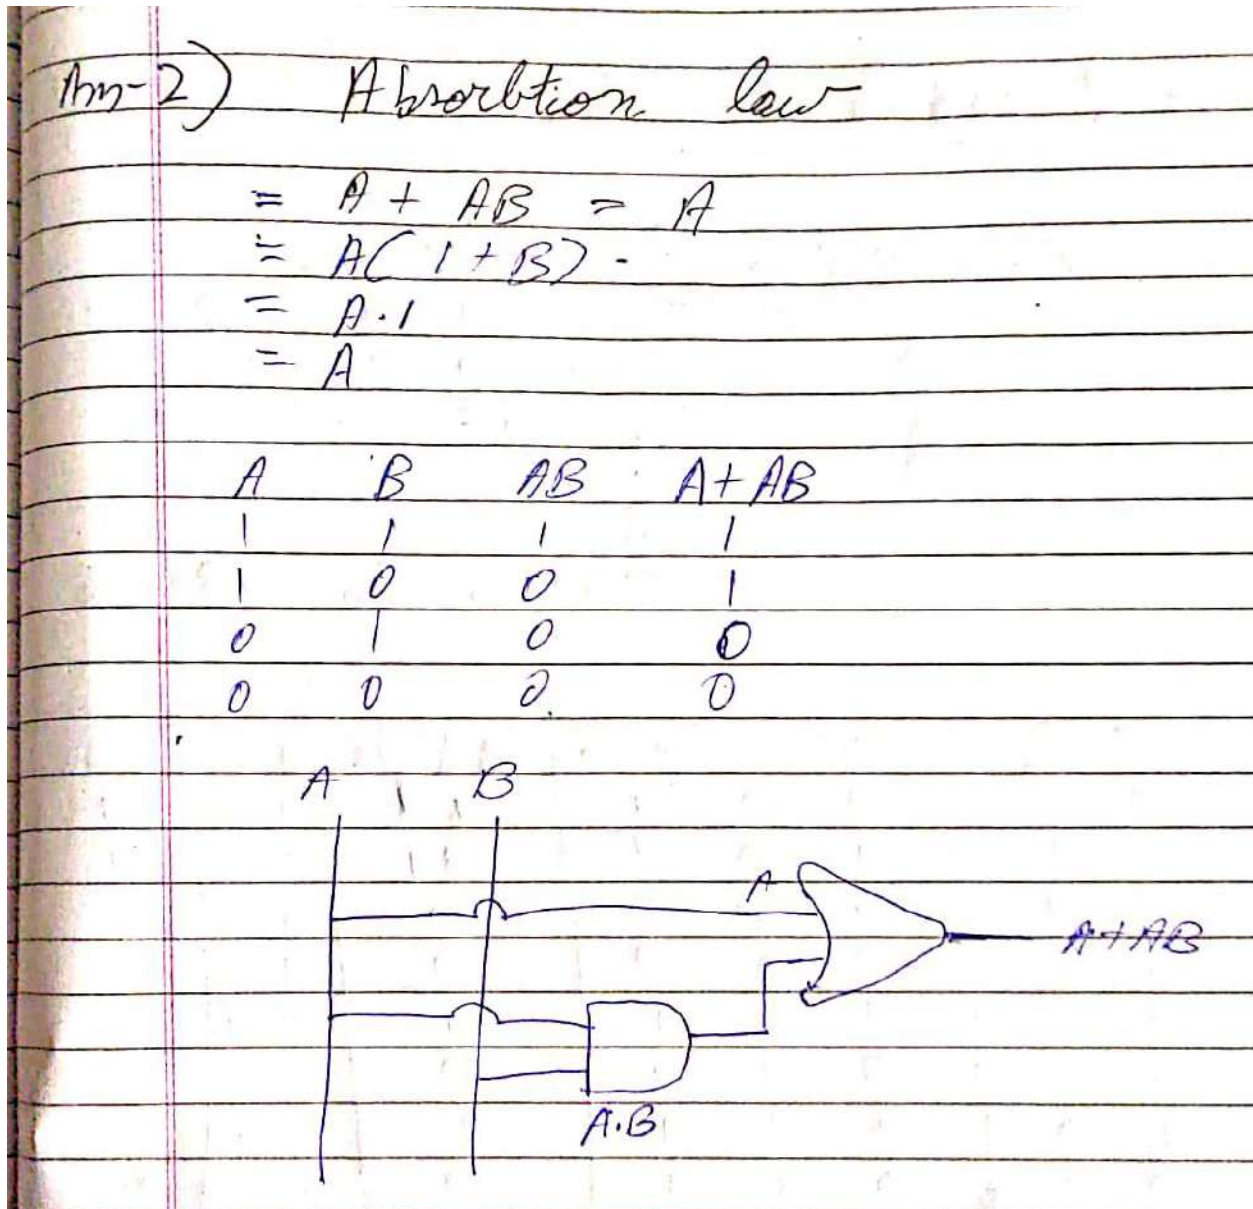 Ans-2) Absorbtion law
= A + AB = A
= A(1+B).
= A.1
= A
A B AB A+AB
1 1 1 1
1 0 0 1
0 1 0 0
0 0 0 0
A B
A
A+AB
A.B